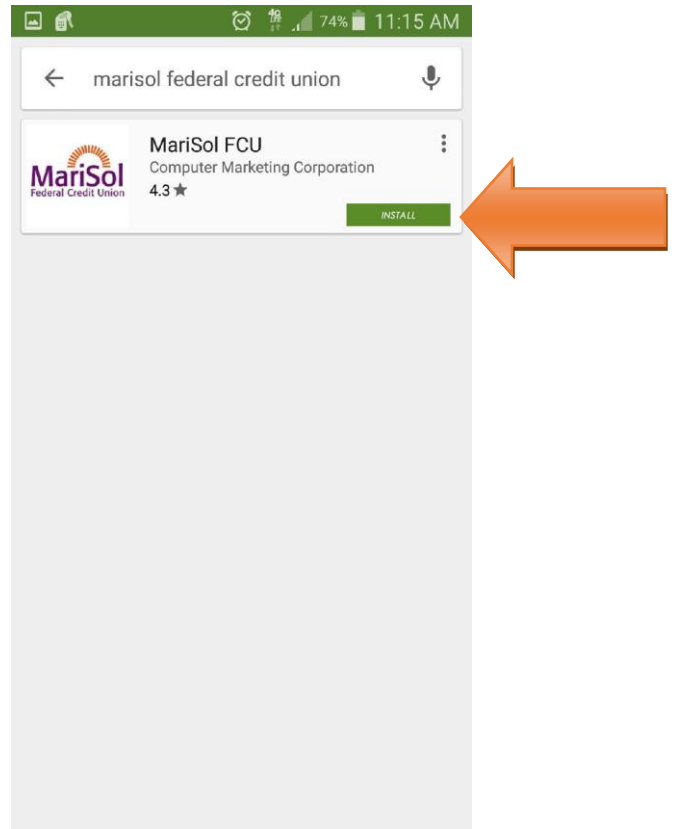 74% 11:15 AM
marisol federal credit union
MariSol FCU
Computer Marketing Corporation
4.3★
INSTALL
MariSol
Federal Credit Union